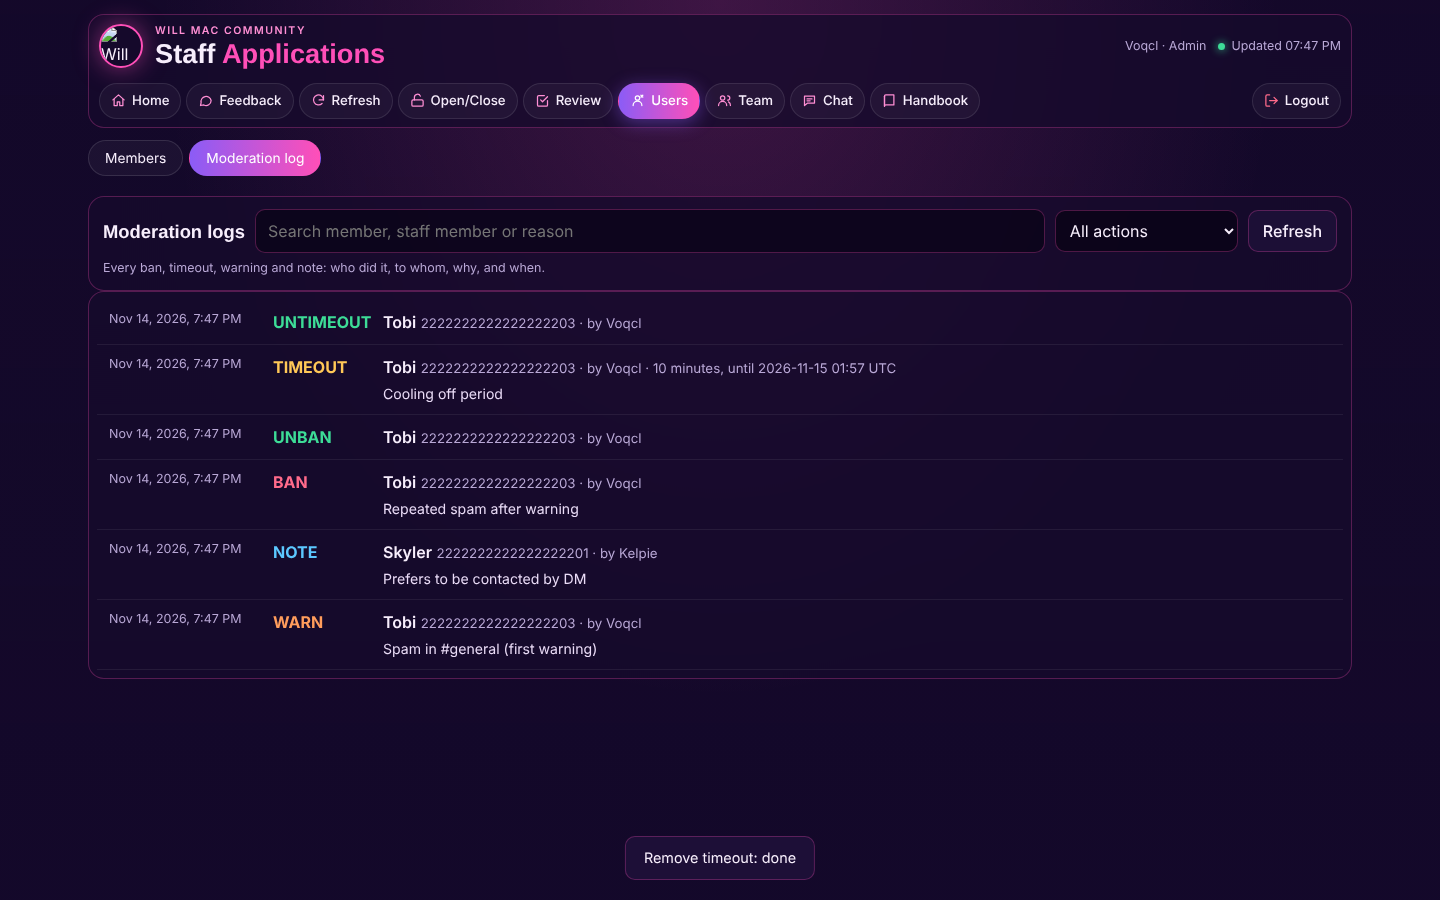 Will
WILL MAC COMMUNITY
Staff Applications
Voqcl · Admin Updated 07:47 PM
Home Feedback Refresh Open/Close Review Users Team Chat Handbook Logout
Members Moderation log
Moderation logs Search member, staff member or reason All actions Refresh
Every ban, timeout, warning and note: who did it, to whom, why, and when.
Nov 14, 2026, 7:47 PM UNTIMEOUT Tobi 2222222222222222203 · by Voqcl
Nov 14, 2026, 7:47 PM TIMEOUT Tobi 2222222222222222203 · by Voqcl · 10 minutes, until 2026-11-15 01:57 UTC
Cooling off period
Nov 14, 2026, 7:47 PM UNBAN Tobi 2222222222222222203 · by Voqcl
Nov 14, 2026, 7:47 PM BAN Tobi 2222222222222222203 · by Voqcl
Repeated spam after warning
Nov 14, 2026, 7:47 PM NOTE Skyler 2222222222222222201 · by Kelpie
Prefers to be contacted by DM
Nov 14, 2026, 7:47 PM WARN Tobi 2222222222222222203 · by Voqcl
Spam in #general (first warning)
Remove timeout: done